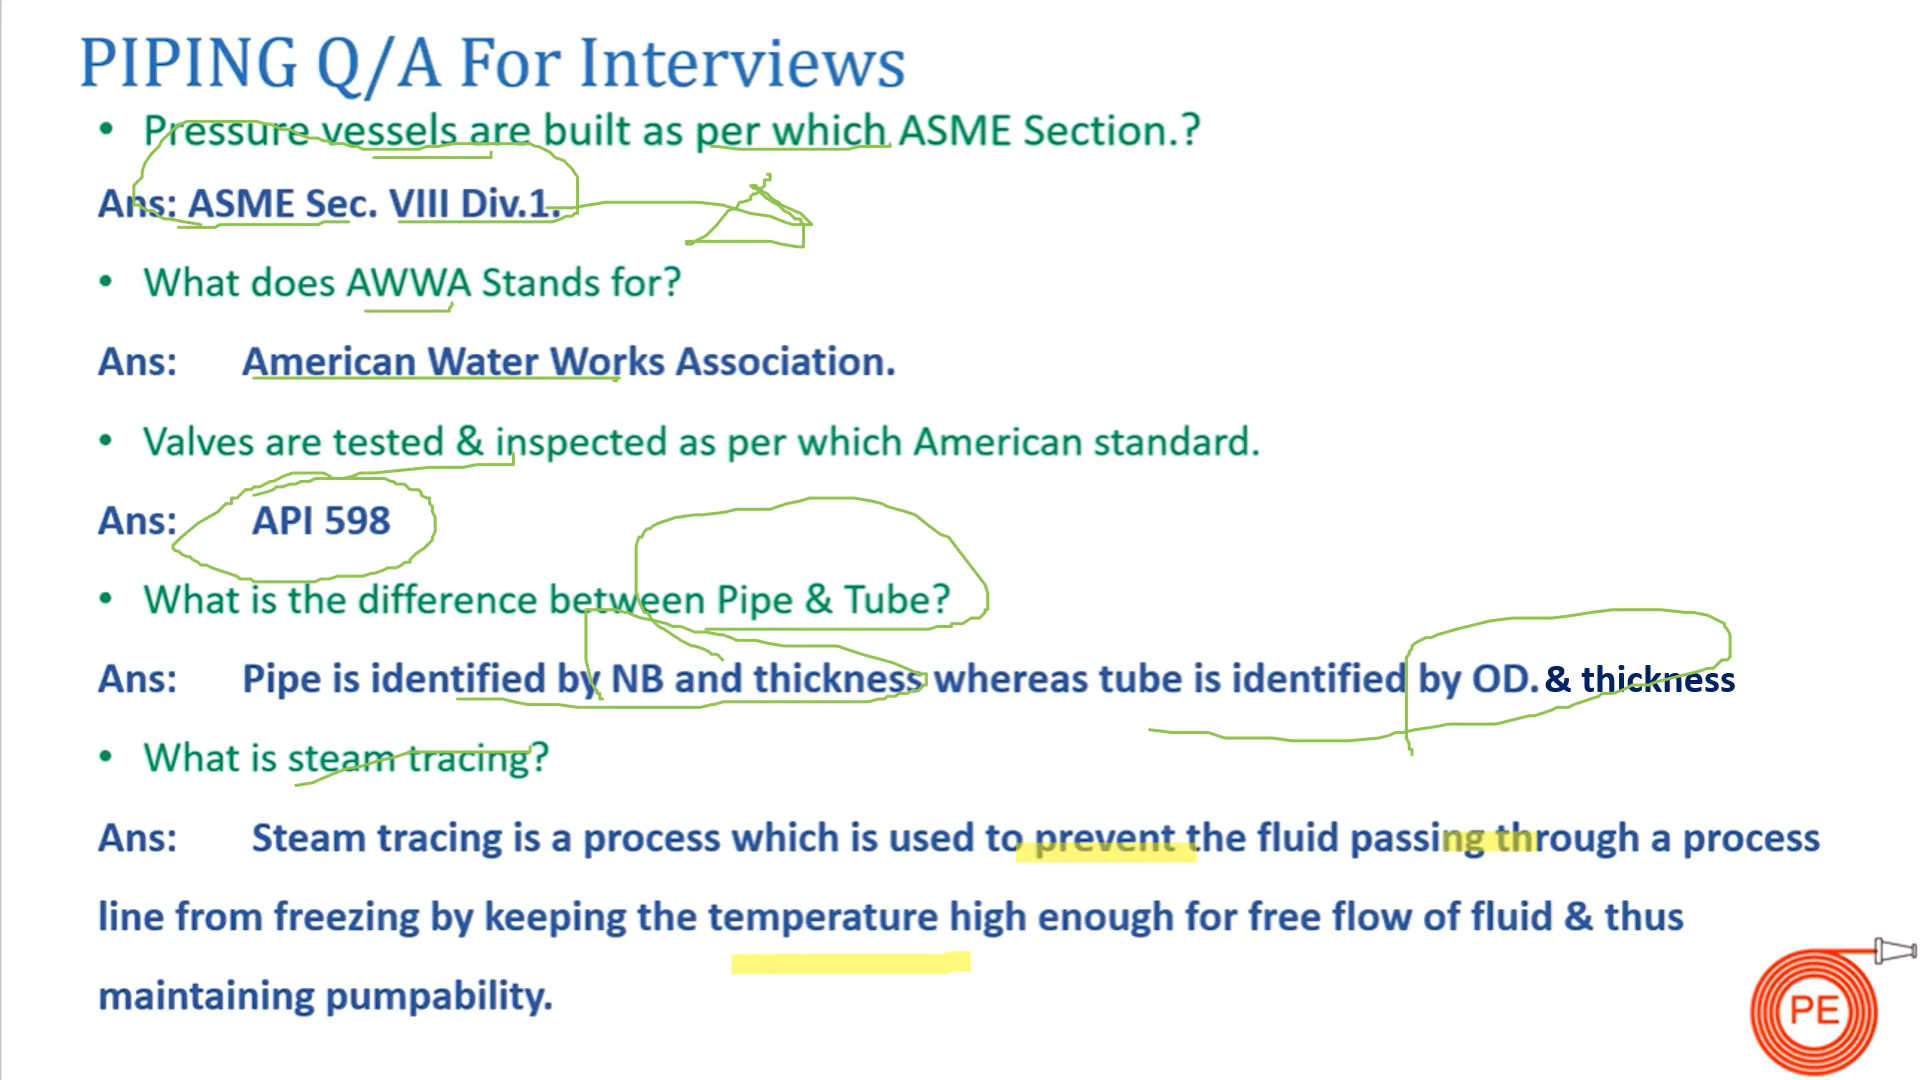 PIPING Q/A For Interviews
• Pressure vessels are built as per which ASME Section.?
Ans: ASME Sec. VIII Div.1.
• What does AWWA Stands for?
Ans: American Water Works Association.
• Valves are tested & inspected as per which American standard.
Ans: API 598
• What is the difference between Pipe & Tube?
Ans: Pipe is identified by NB and thickness whereas tube is identified by OD. & thickness
• What is steam tracing?
Ans: Steam tracing is a process which is used to prevent the fluid passing through a process
line from freezing by keeping the temperature high enough for free flow of fluid & thus
maintaining pumpability.
PE